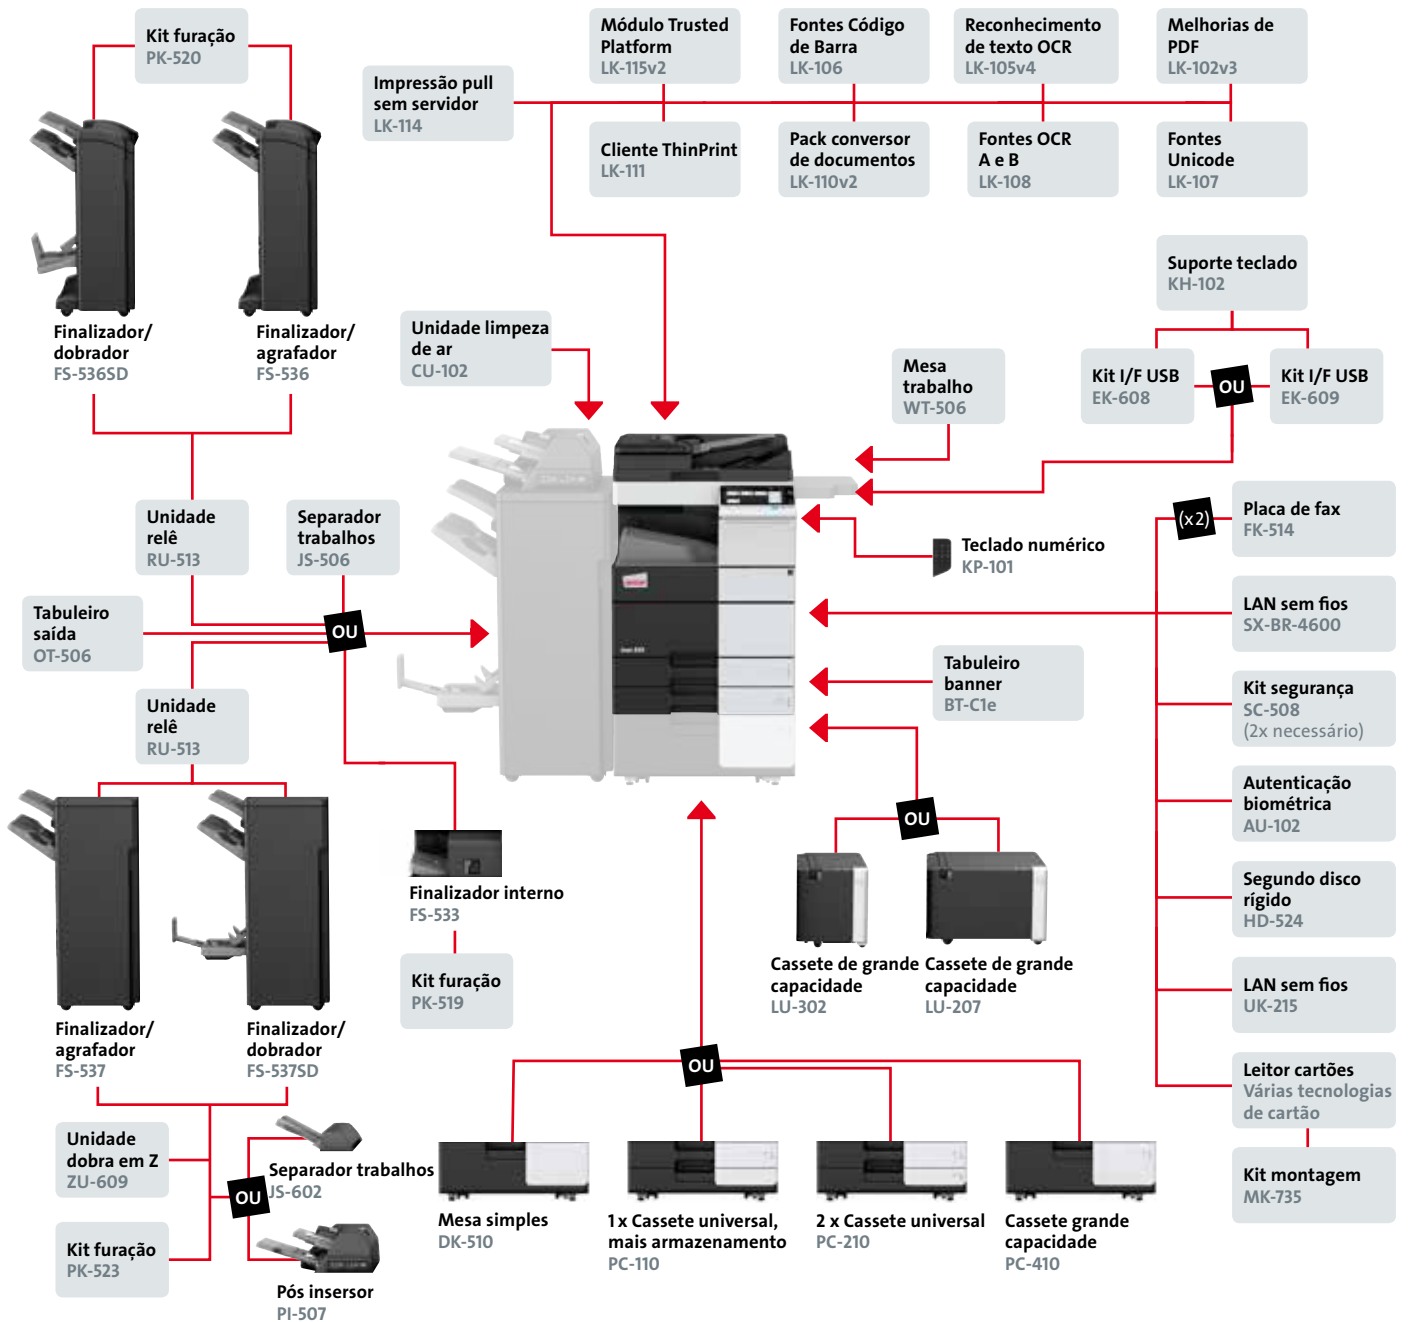 Kit furação
PK-520
Módulo Trusted
Platform
LK-115v2
Fontes Código
de Barra
LK-106
Reconhecimento
de texto OCR
LK-105v4
Melhorias de
PDF
LK-102v3
Impressão pull
sem servidor
LK-114
Cliente ThinPrint
LK-111
Pack conversor
de documentos
LK-110v2
Fontes OCR
A e B
LK-108
Fontes
Unicode
LK-107
Finalizador/
dobrador
FS-536SD
Finalizador/
agrafador
FS-536
Unidade limpeza
de ar
CU-102
Mesa
trabalho
WT-506
Suporte teclado
KH-102
Kit I/F USB
EK-608
OU
Kit I/F USB
EK-609
Unidade
relê
RU-513
Separador
trabalhos
JS-506
Tabuleiro
saída
OT-506
OU
Unidade
relê
RU-513
Teclado numérico
KP-101
Tabuleiro
banner
BT-C1e
(x2)
Placa de fax
FK-514
LAN sem fios
SX-BR-4600
Kit segurança
SC-508
(2x necessário)
Autenticação
biométrica
AU-102
Segundo disco
rígido
HD-524
LAN sem fios
UK-215
Leitor cartões
Várias tecnologias
de cartão
Kit montagem
MK-735
Finalizador interno
FS-533
Kit furação
PK-519
OU
Cassete de grande
capacidade
LU-302
Cassete de grande
capacidade
LU-207
Finalizador/
agrafador
FS-537
Finalizador/
dobrador
FS-537SD
Unidade
dobra em Z
ZU-609
Kit furação
PK-523
OU
Separador trabalhos
JS-602
Pós insersor
PI-507
OU
Mesa simples
DK-510
1 x Cassete universal,
mais armazenamento
PC-110
2 x Cassete universal
PC-210
Cassete grande
capacidade
PC-410